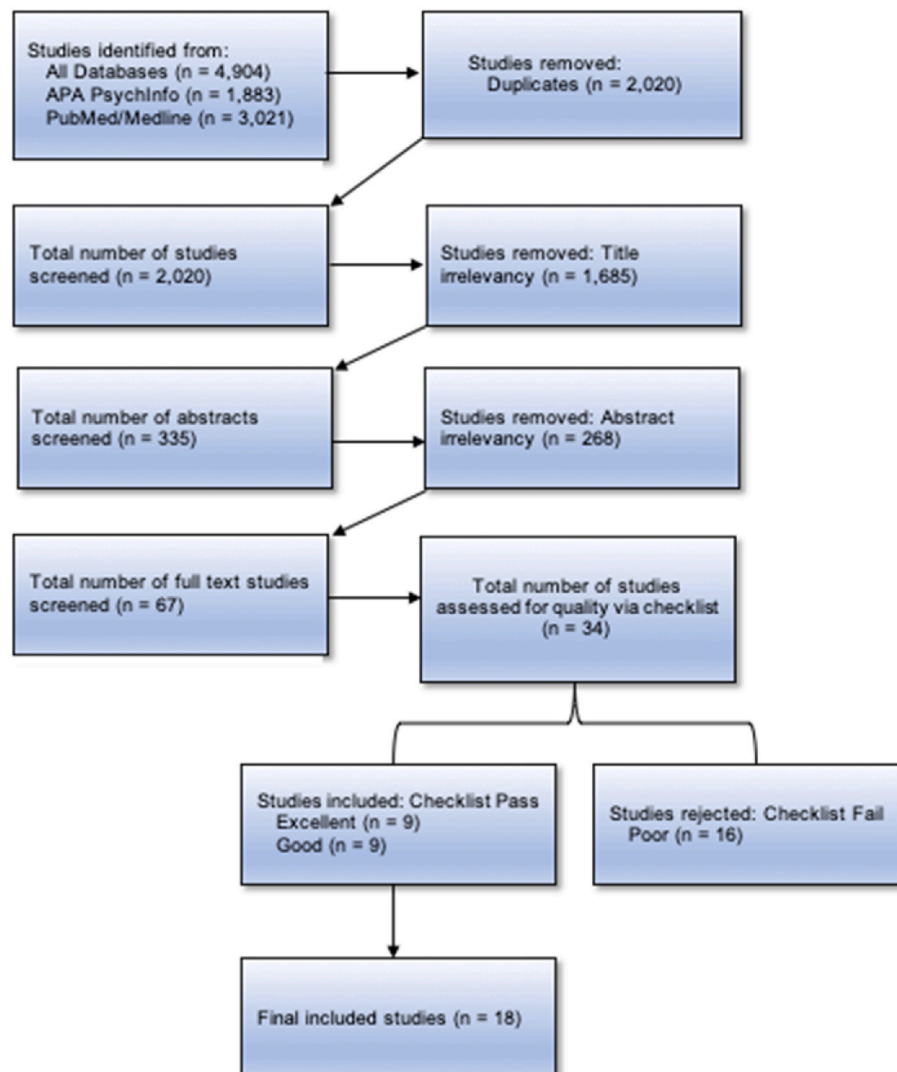 Studies identified from:
All Databases (n = 4,904)
APA PsychInfo (n = 1,883)
PubMed/Medline (n = 3,021)
Studies removed:
Duplicates (n = 2,020)
Total number of studies
screened (n = 2,020)
Studies removed: Title
irrelevancy (n = 1,685)
Total number of abstracts
screened (n = 335)
Studies removed: Abstract
irrelevancy (n = 268)
Total number of full text studies
screened (n = 67)
Total number of studies
assessed for quality via checklist
(n = 34)
Studies included: Checklist Pass
Excellent (n = 9)
Good (n = 9)
Studies rejected: Checklist Fail
Poor (n = 16)
Final included studies (n = 18)